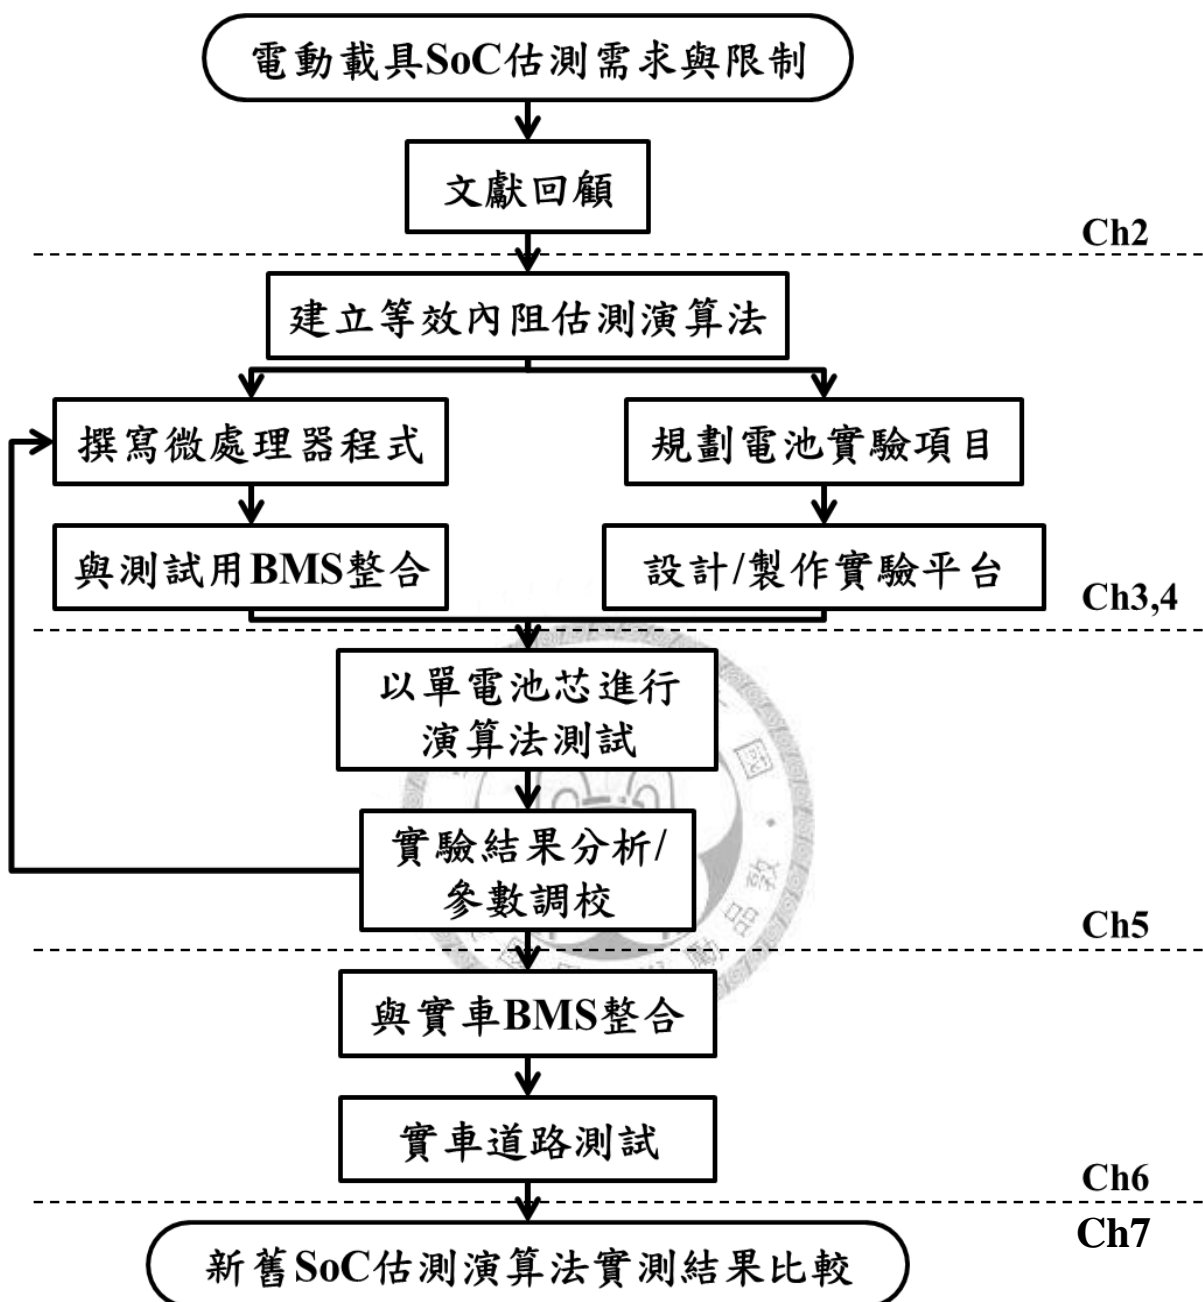 電動載具SoC估測需求與限制
文獻回顧
Ch2
建立等效內阻估測演算法
撰寫微處理器程式
規劃電池實驗項目
與測試用BMS整合
設計/製作實驗平台
Ch3,4
以單電池芯進行
演算法測試
實驗結果分析/
參數調校
Ch5
與實車BMS整合
實車道路測試
Ch6
Ch7
新舊SoC估測演算法實測結果比較